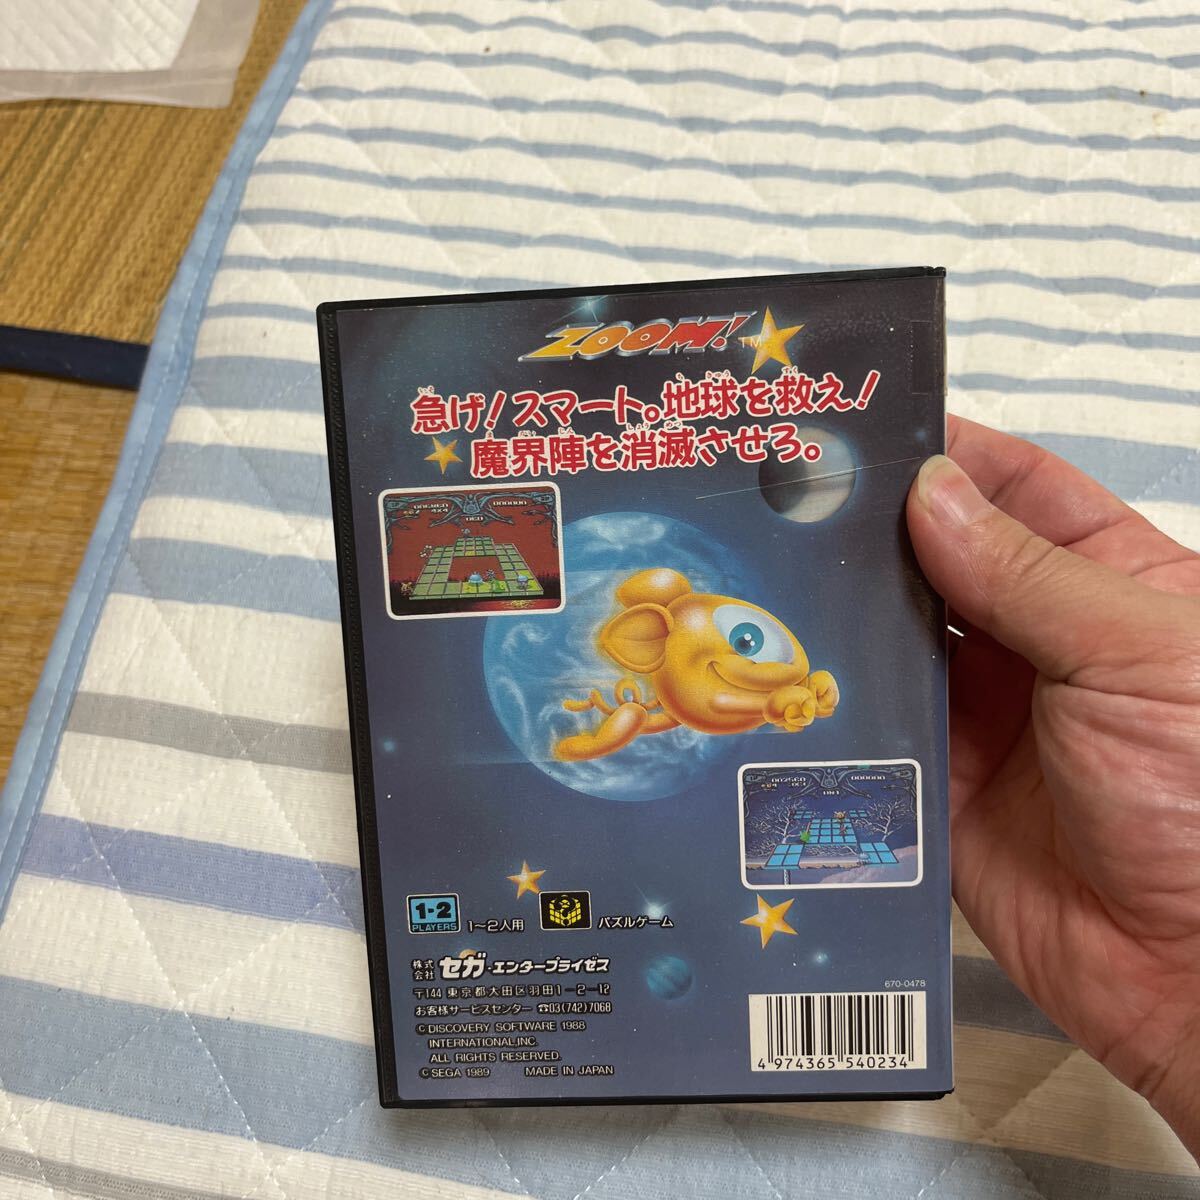 ZOOM! TM
急げ!スマート。地球を救え!
魔界陣を消滅させろ。
1-2 PLAYERS
1〜2人用
パズルゲーム
株式会社 セガ・エンタープライゼス
〒144 東京都大田区羽田1-2-12
お客様サービスセンター ☎03(742)7068
© DISCOVERY SOFTWARE 1988
INTERNATIONAL,INC.
ALL RIGHTS RESERVED.
© SEGA 1989 MADE IN JAPAN
670-0478
4 974365 540234